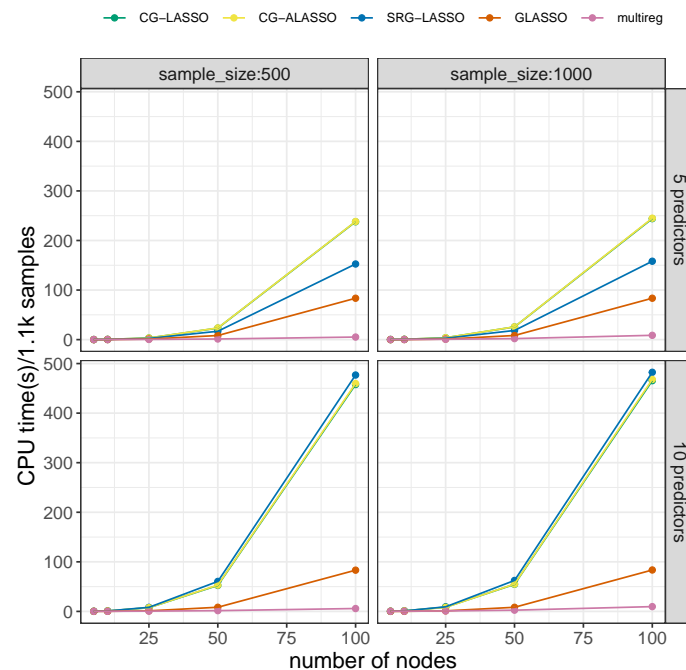 CG−LASSO CG−ALASSO SRG−LASSO GLASSO multireg
sample_size:500 sample_size:1000
500
400
300
200
100
0
5 predictors
500
400
300
200
100
0
10 predictors
CPU time(s)/1.1k samples
25 50 75 100 25 50 75 100
number of nodes